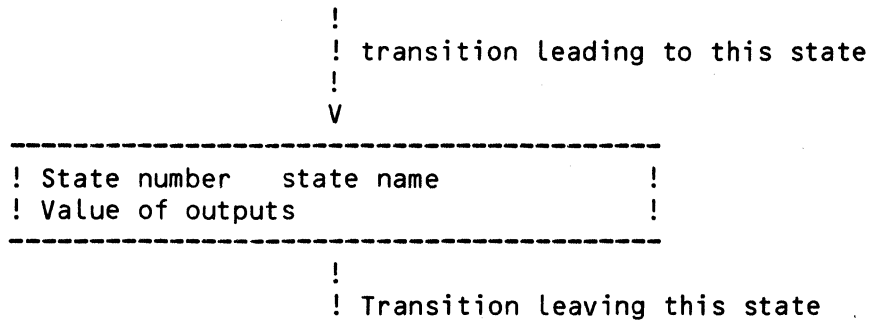 !
! transition leading to this state
!
V
----------------------------------------
! State number   state name             !
! Value of outputs                      !
----------------------------------------
!
! Transition leaving this state